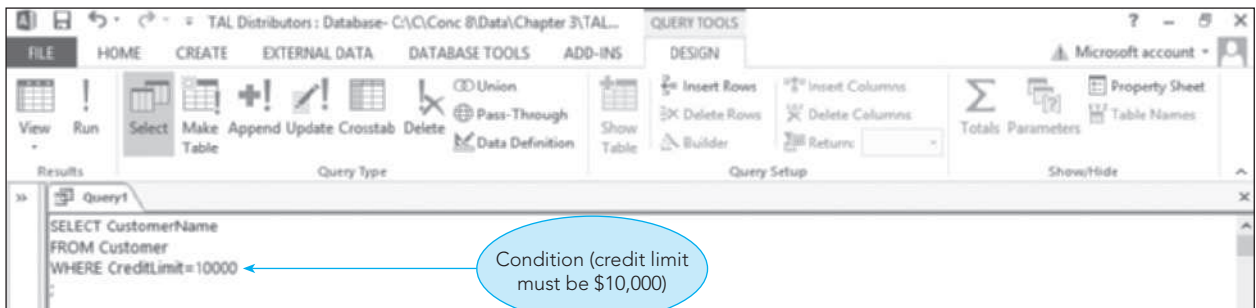 TAL Distributors : Database- C:\C\Conc 8\Data\Chapter 3\TAL...
QUERY TOOLS
?
FILE HOME CREATE EXTERNAL DATA DATABASE TOOLS ADD-INS DESIGN Microsoft account
View
Run
Select
Make Table
Append
Update
Crosstab
Delete
Union
Pass-Through
Data Definition
Show Table
Insert Rows
Delete Rows
Builder
Insert Columns
Delete Columns
Return:
Totals
Parameters
Property Sheet
Table Names
Results
Query Type
Query Setup
Show/Hide
Query1
SELECT CustomerName
FROM Customer
WHERE CreditLimit=10000
;
Condition (credit limit
must be $10,000)